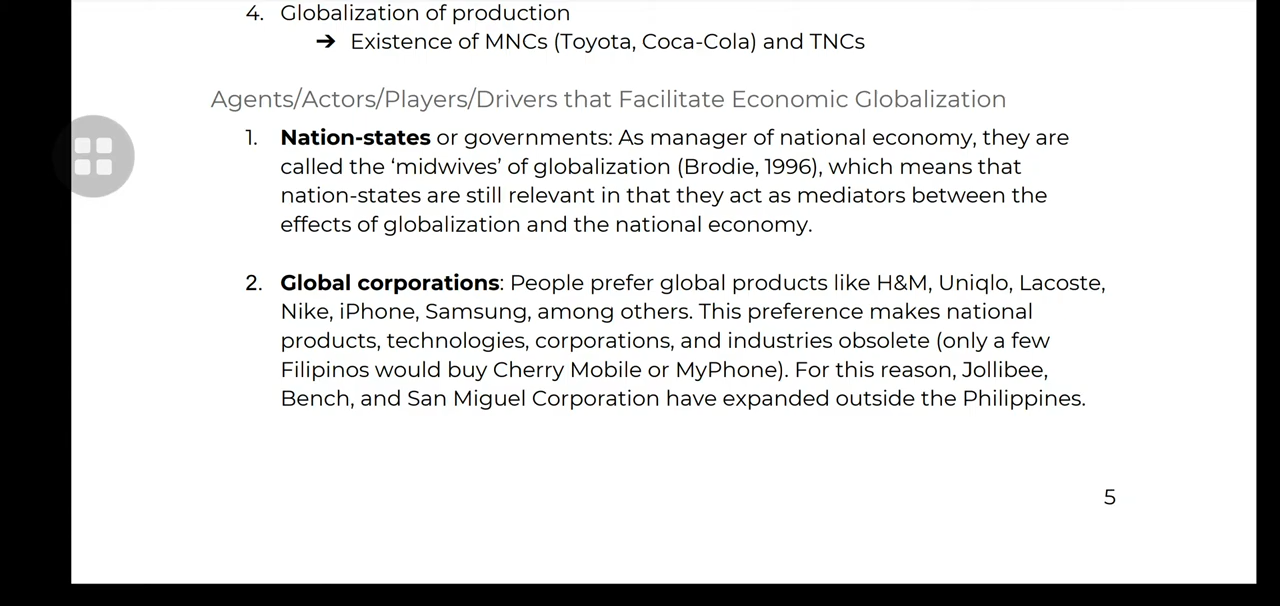 4. Globalization of production
➔ Existence of MNCs (Toyota, Coca-Cola) and TNCs
Agents/Actors/Players/Drivers that Facilitate Economic Globalization
1. Nation-states or governments: As manager of national economy, they are
called the ‘midwives’ of globalization (Brodie, 1996), which means that
nation-states are still relevant in that they act as mediators between the
effects of globalization and the national economy.
2. Global corporations: People prefer global products like H&M, Uniqlo, Lacoste,
Nike, iPhone, Samsung, among others. This preference makes national
products, technologies, corporations, and industries obsolete (only a few
Filipinos would buy Cherry Mobile or MyPhone). For this reason, Jollibee,
Bench, and San Miguel Corporation have expanded outside the Philippines.
5